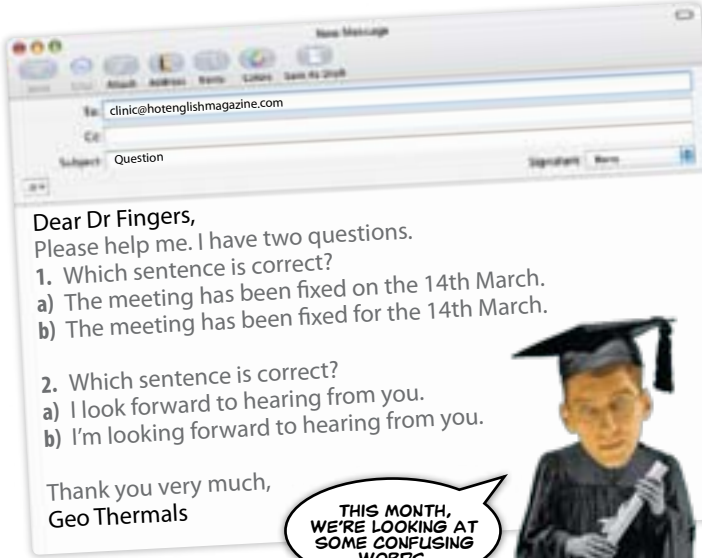 New Message
Attach Address Fonts Colors Save As Draft
To: clinic@hotenglishmagazine.com
Cc:
Subject: Question
Signature: None
Dear Dr Fingers,
Please help me. I have two questions.
1. Which sentence is correct?
a) The meeting has been fixed on the 14th March.
b) The meeting has been fixed for the 14th March.
2. Which sentence is correct?
a) I look forward to hearing from you.
b) I'm looking forward to hearing from you.
Thank you very much,
Geo Thermals
THIS MONTH,
WE'RE LOOKING AT
SOME CONFUSING
WORDS